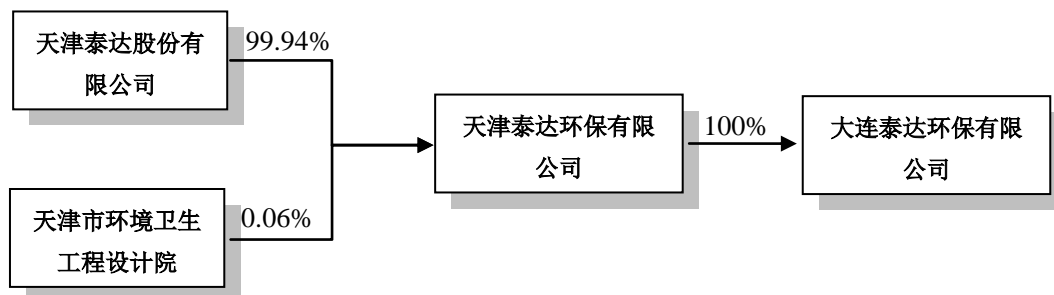 天津泰达股份有
限公司
99.94%
天津市环境卫生
工程设计院
0.06%
天津泰达环保有限
公司
100%
大连泰达环保有限
公司